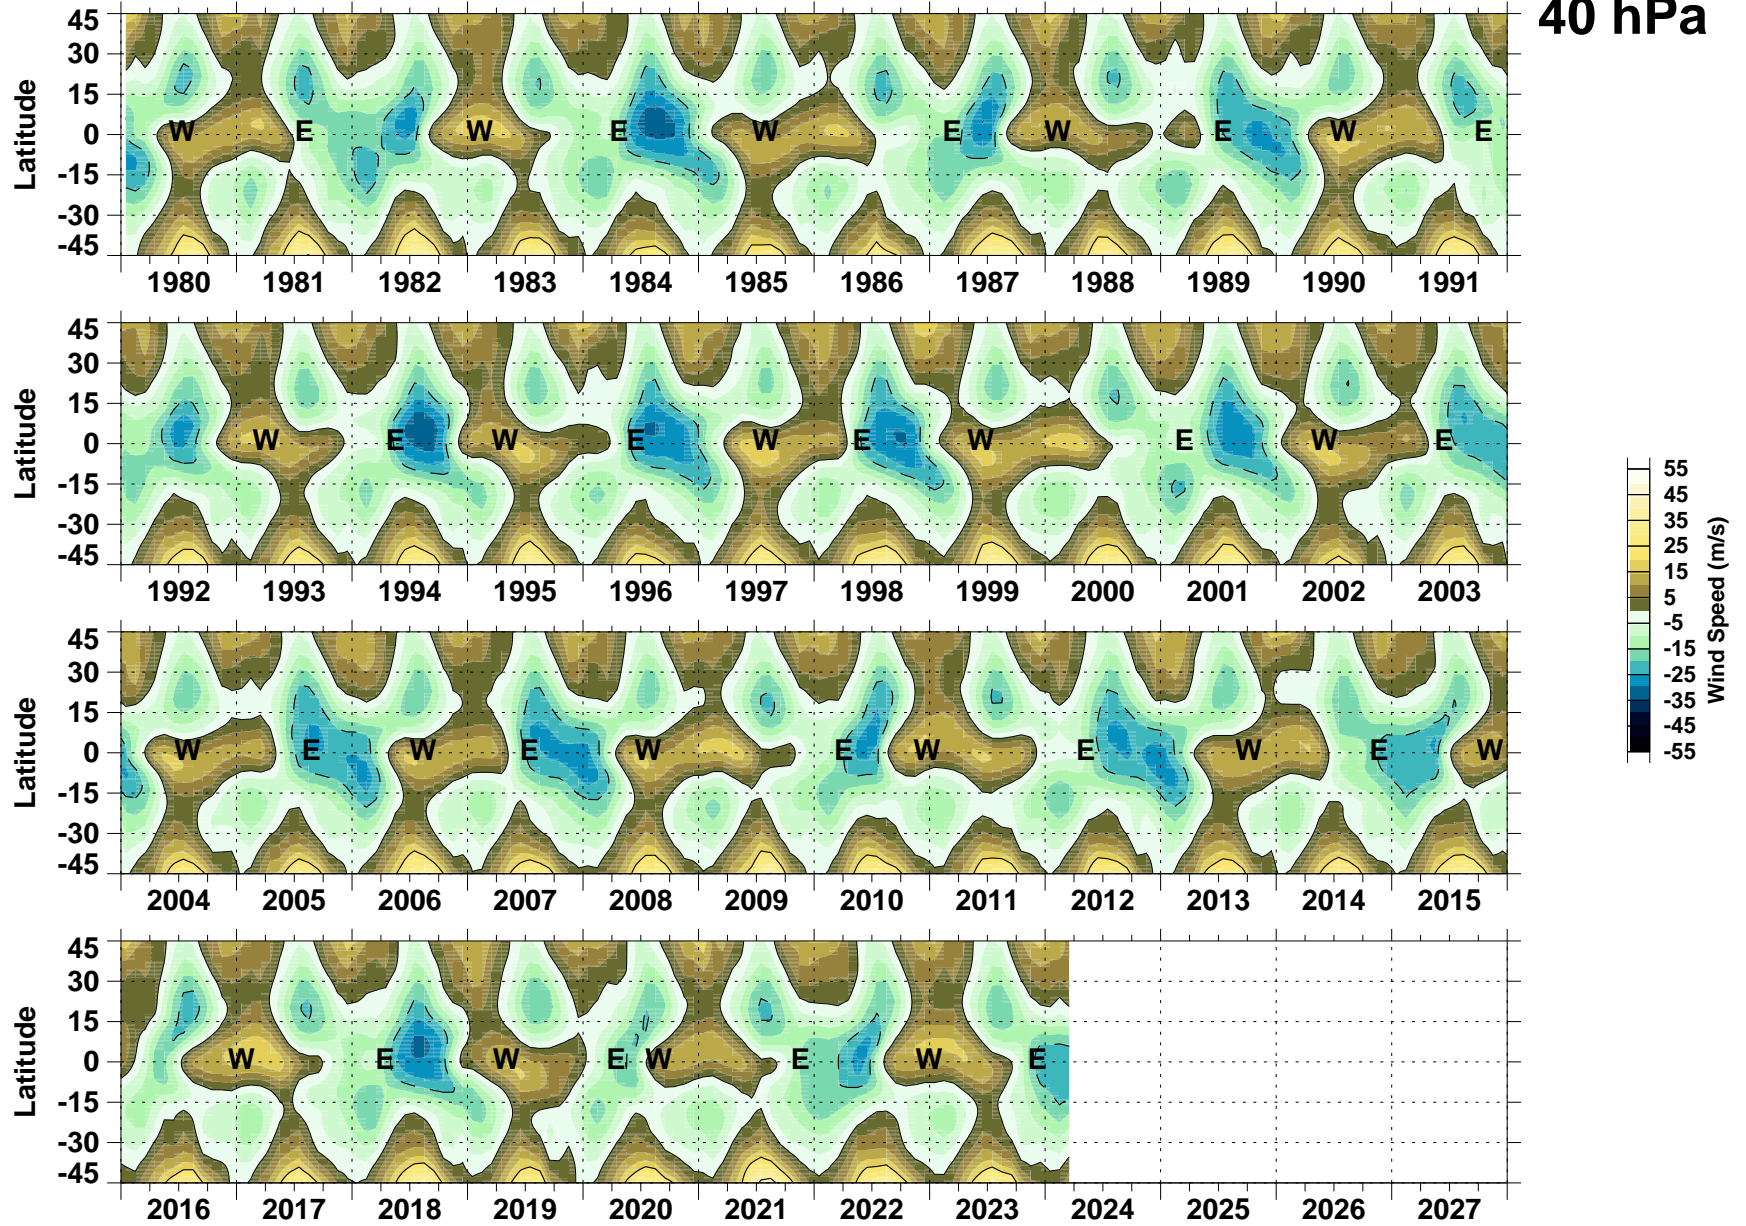 40 hPa
Latitude
45
30
15
0
-15
-30
-45
W E W E W E W E W E
1980 1981 1982 1983 1984 1985 1986 1987 1988 1989 1990 1991
Latitude
45
30
15
0
-15
-30
-45
W E W E W E W E W E
1992 1993 1994 1995 1996 1997 1998 1999 2000 2001 2002 2003
Latitude
45
30
15
0
-15
-30
-45
W E W E W E W E W E W
2004 2005 2006 2007 2008 2009 2010 2011 2012 2013 2014 2015
Latitude
45
30
15
0
-15
-30
-45
W E W E W E W E
2016 2017 2018 2019 2020 2021 2022 2023 2024 2025 2026 2027
55
45
35
25
15
5
-5
-15
-25
-35
-45
-55
Wind Speed (m/s)